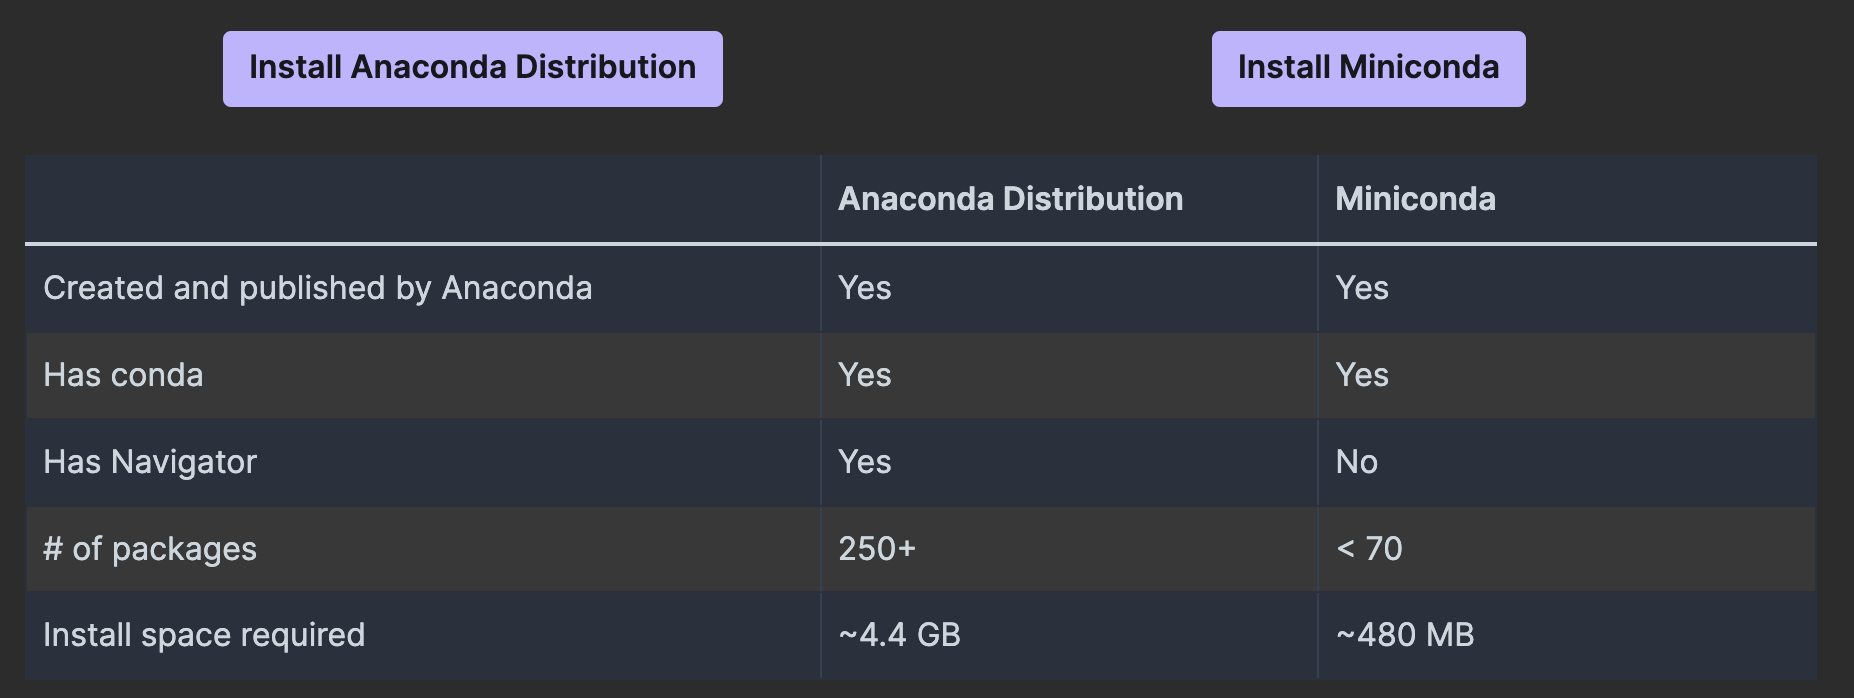 Install Anaconda Distribution
Install Miniconda
Anaconda Distribution Miniconda
Created and published by Anaconda Yes Yes
Has conda Yes Yes
Has Navigator Yes No
# of packages 250+ < 70
Install space required ~4.4 GB ~480 MB